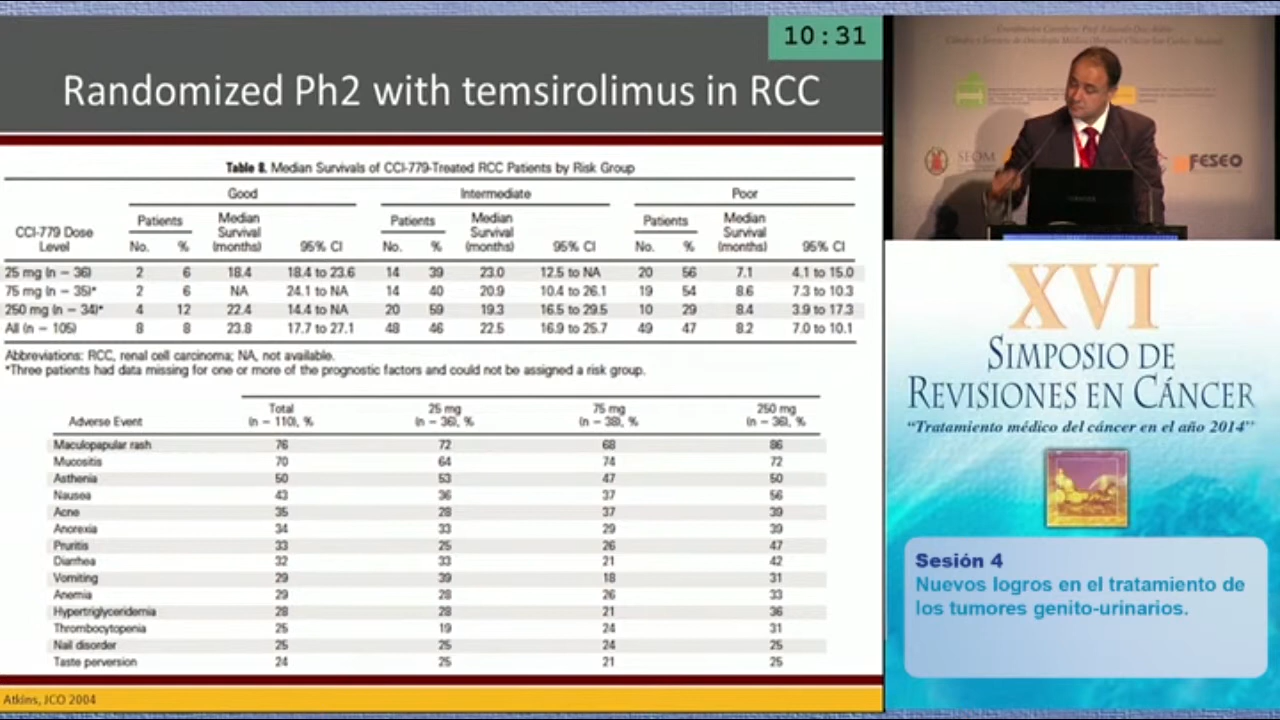 10:31
Randomized Ph2 with temsirolimus in RCC
Table 8. Median Survivals of CCI-779-Treated RCC Patients by Risk Group
Good Intermediate Poor
CCI-779 Dose Level Patients Median Survival (months) 95% CI Patients Median Survival (months) 95% CI Patients Median Survival (months) 95% CI
No. % No. % No. %
25 mg (n - 36) 2 6 18.4 18.4 to 23.6 14 39 23.0 12.5 to NA 20 56 7.1 4.1 to 15.0
75 mg (n - 35)* 2 6 NA 24.1 to NA 14 40 20.9 10.4 to 26.1 19 54 8.6 7.3 to 10.3
250 mg (n - 34)* 4 12 22.4 14.4 to NA 20 59 19.3 16.5 to 29.5 10 29 8.4 3.9 to 17.3
All (n - 105) 8 8 23.8 17.7 to 27.1 48 46 22.5 16.9 to 25.7 49 47 8.2 7.0 to 10.1
Abbreviations: RCC, renal cell carcinoma; NA, not available.
*Three patients had data missing for one or more of the prognostic factors and could not be assigned a risk group.
Adverse Event Total (n - 110), % 25 mg (n - 36), % 75 mg (n - 38), % 250 mg (n - 36), %
Maculopapular rash 76 72 68 86
Mucositis 70 64 74 72
Asthenia 50 53 47 50
Nausea 43 36 37 56
Acne 35 28 37 39
Anorexia 34 33 29 39
Pruritis 33 25 26 47
Diarrhea 32 33 21 42
Vomiting 29 39 18 31
Anemia 29 28 26 33
Hypertriglyceridemia 28 28 21 36
Thrombocytopenia 25 19 24 31
Nail disorder 25 25 24 25
Taste perversion 24 25 21 25
Atkins, JCO 2004
SEOM
FESEO
XVI
SIMPOSIO DE
REVISIONES EN CÁNCER
“Tratamiento médico del cáncer en el año 2014”
Sesión 4
Nuevos logros en el tratamiento de
los tumores genito-urinarios.